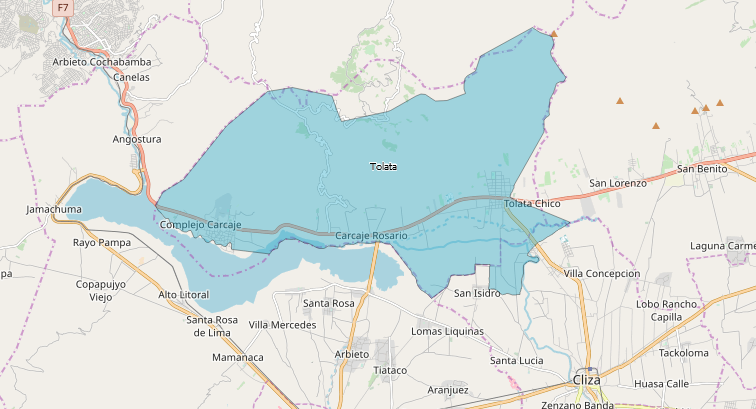 F7
Arbieto Cochabamba
Canelas
Angostura
Tolata
San Benito
San Lorenzo
Tolata Chico
Jamachuma
Complejo Carcaje
Carcaje Rosario
Rayo Pampa
Laguna Carme
pa
Villa Concepcion
Copapujyo
Viejo
Alto Litoral
San Isidro
Santa Rosa
Lobo Rancho
Capilla
Santa Rosa
de Lima
Villa Mercedes
Lomas Liquinas
Mamanaca
Arbieto
Santa Lucia
Tackoloma
Tiataco
Cliza
Huasa Calle
Aranjuez
Zenzano Banda